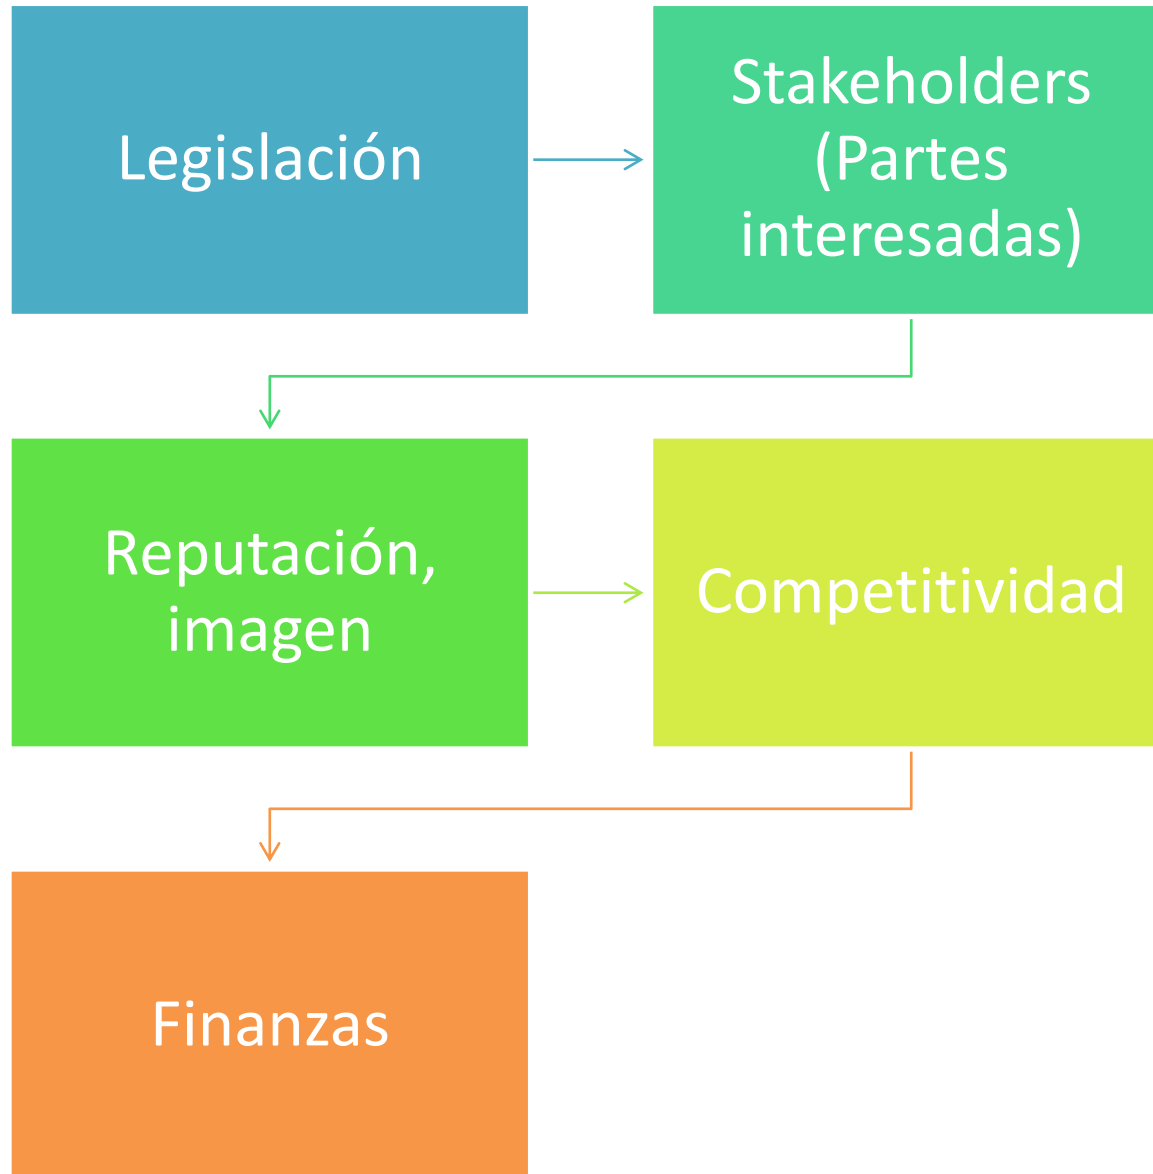 Legislación
Stakeholders
(Partes
interesadas)
Reputación,
imagen
Competitividad
Finanzas